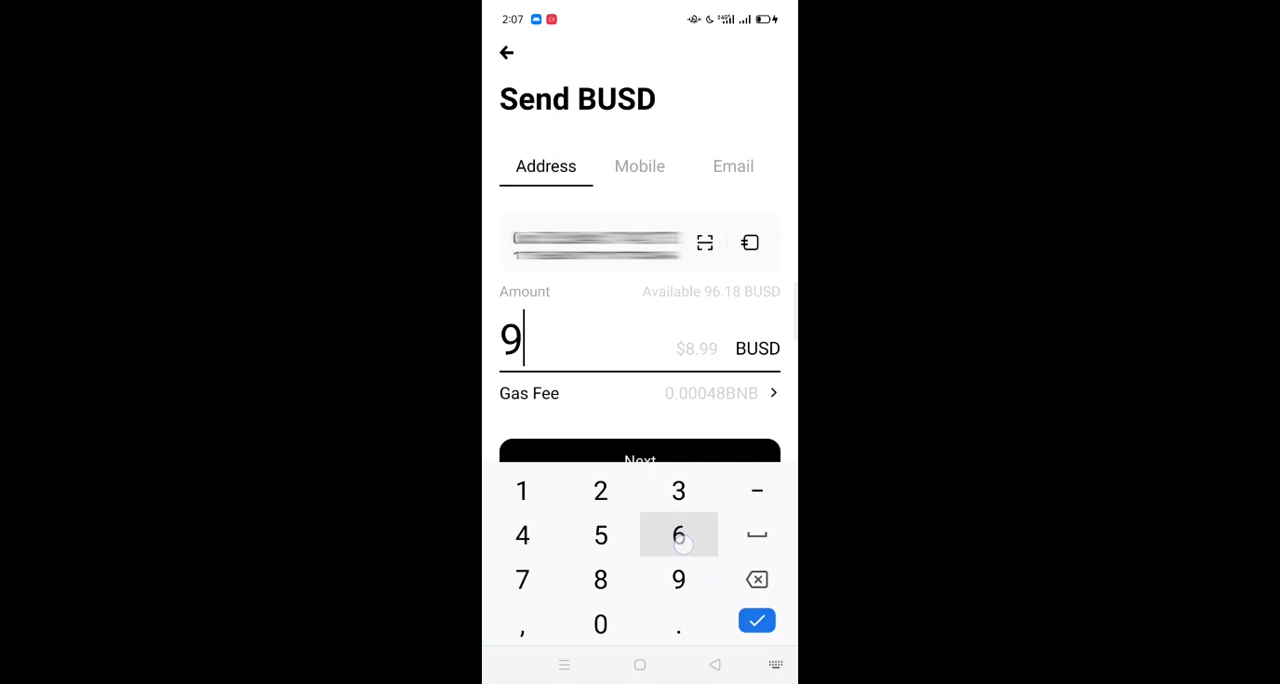 2:07
Send BUSD
Address Mobile Email
Amount Available 96.18 BUSD
9 $8.99 BUSD
Gas Fee 0.00048BNB
Next
1 2 3 -
4 5 6
7 8 9
, 0 .